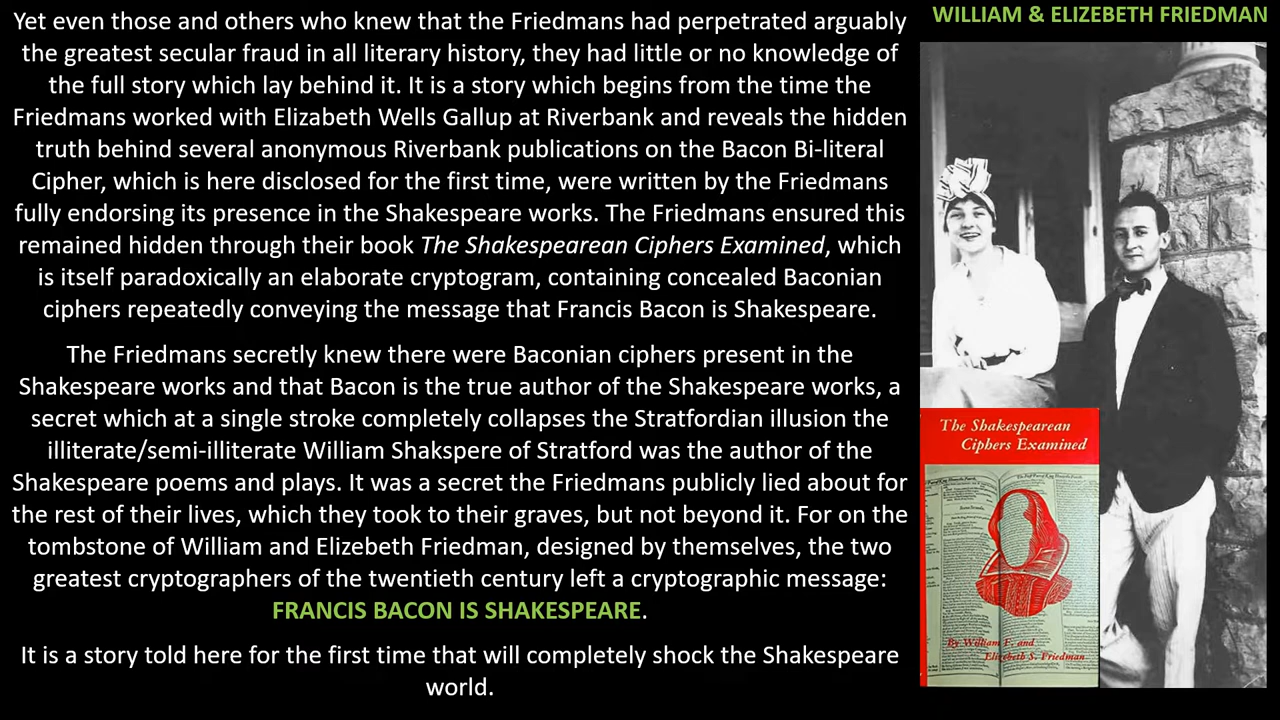 Yet even those and others who knew that the Friedmans had perpetrated arguably
the greatest secular fraud in all literary history, they had little or no knowledge of
the full story which lay behind it. It is a story which begins from the time the
Friedmans worked with Elizabeth Wells Gallup at Riverbank and reveals the hidden
truth behind several anonymous Riverbank publications on the Bacon Bi-literal
Cipher, which is here disclosed for the first time, were written by the Friedmans
fully endorsing its presence in the Shakespeare works. The Friedmans ensured this
remained hidden through their book The Shakespearean Ciphers Examined, which
is itself paradoxically an elaborate cryptogram, containing concealed Baconian
ciphers repeatedly conveying the message that Francis Bacon is Shakespeare.
The Friedmans secretly knew there were Baconian ciphers present in the
Shakespeare works and that Bacon is the true author of the Shakespeare works, a
secret which at a single stroke completely collapses the Stratfordian illusion the
illiterate/semi-illiterate William Shakspere of Stratford was the author of the
Shakespeare poems and plays. It was a secret the Friedmans publicly lied about for
the rest of their lives, which they took to their graves, but not beyond it. For on the
tombstone of William and Elizebeth Friedman, designed by themselves, the two
greatest cryptographers of the twentieth century left a cryptographic message:
FRANCIS BACON IS SHAKESPEARE.
It is a story told here for the first time that will completely shock the Shakespeare
world.
WILLIAM & ELIZEBETH FRIEDMAN
The Shakespearean
Ciphers Examined
By William F. and
Elizebeth S. Friedman